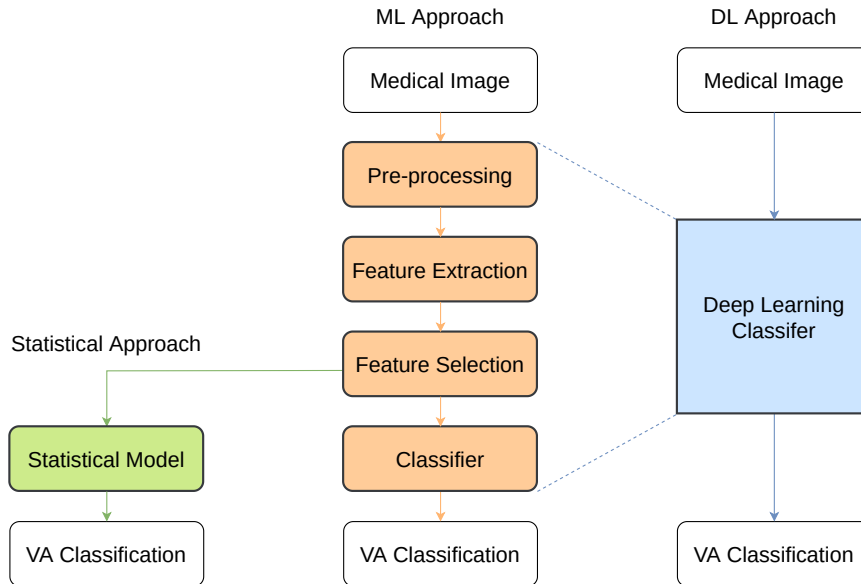 ML Approach
DL Approach
Medical Image
Medical Image
Pre-processing
Feature Extraction
Deep Learning
Classifer
Statistical Approach
Feature Selection
Statistical Model
Classifier
VA Classification
VA Classification
VA Classification